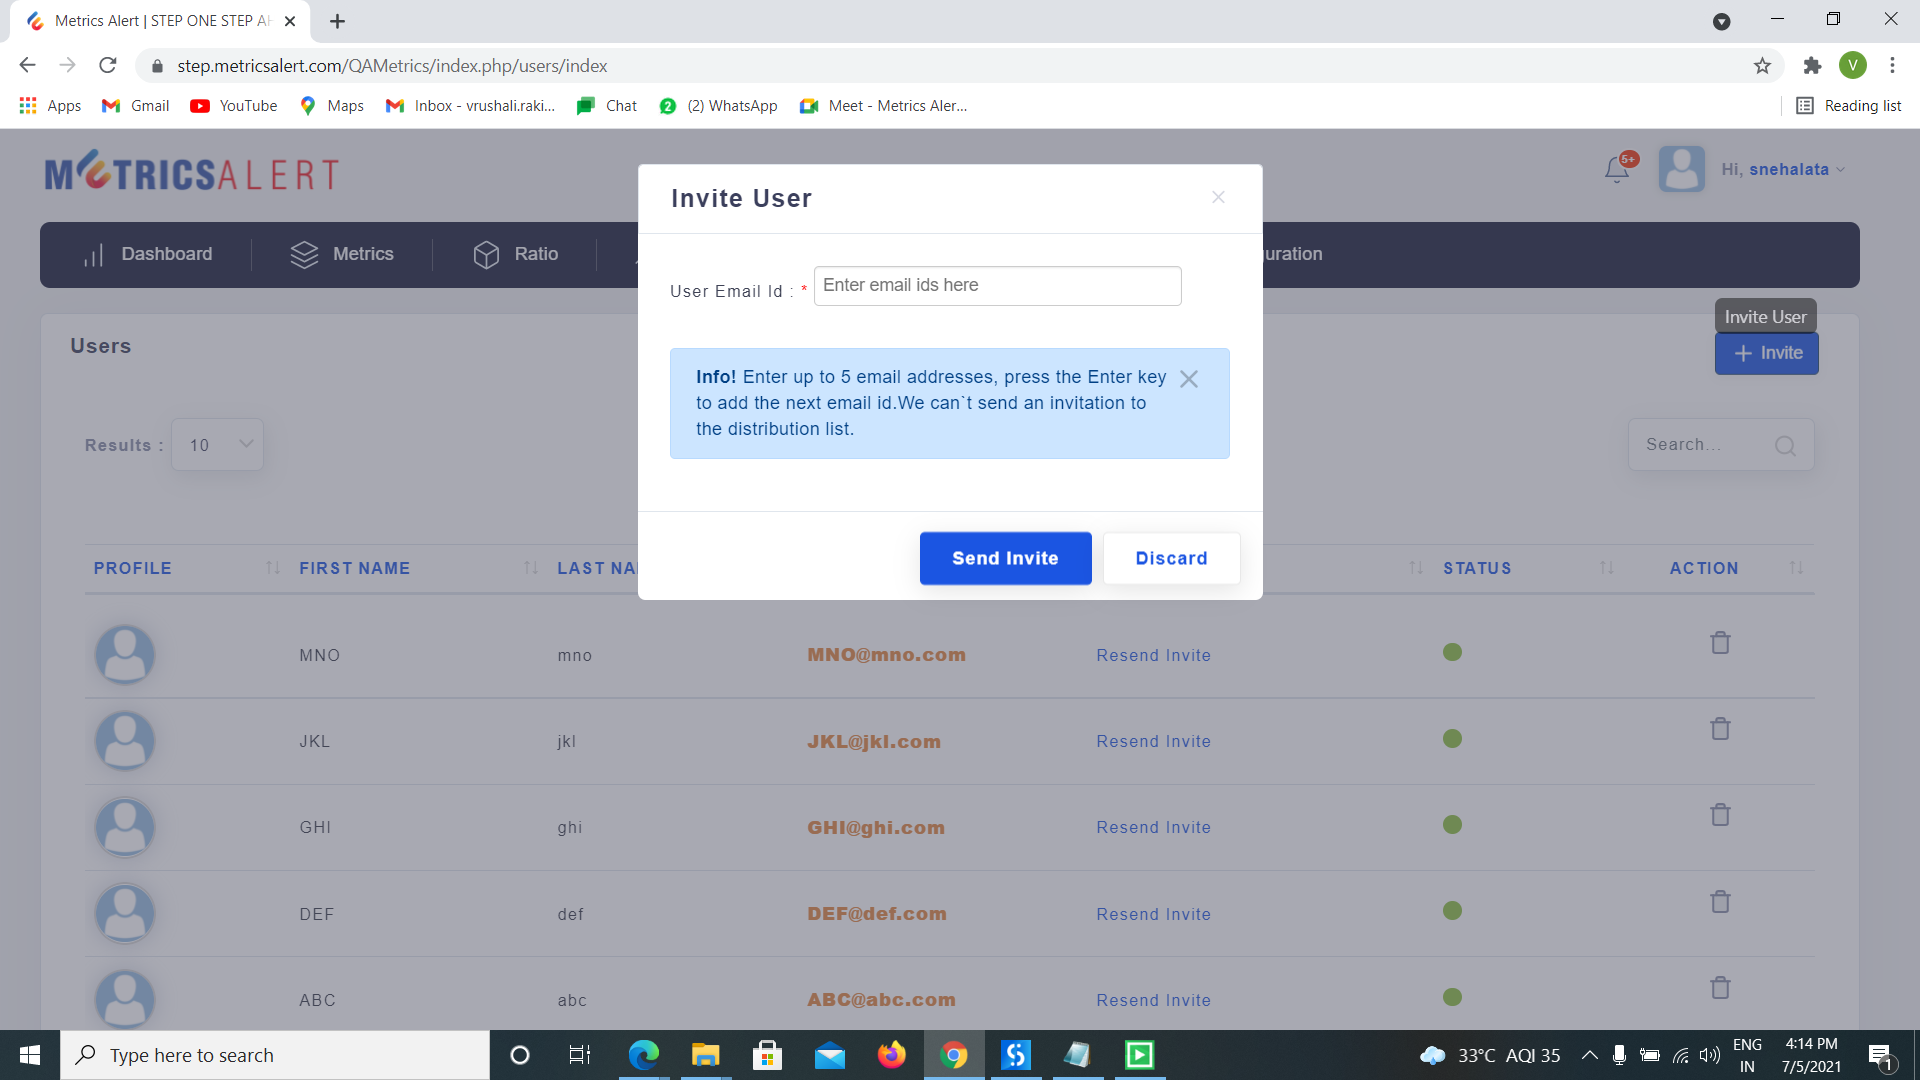 Metrics Alert | STEP ONE STEP AH
step.metricsalert.com/QAMetrics/index.php/users/index
V
Apps Gmail YouTube Maps Inbox - vrushali.raki... Chat 2 (2) WhatsApp Meet - Metrics Aler... Reading list
METRICSALERT
5+
Hi, snehalata
Dashboard Metrics Ratio uration
Invite User
User Email Id : * Enter email ids here
Info! Enter up to 5 email addresses, press the Enter key
to add the next email id.We can`t send an invitation to
the distribution list.
Send Invite Discard
Users
Invite User
+ Invite
Results : 10
Search...
PROFILE FIRST NAME LAST NA STATUS ACTION
MNO mno MNO@mno.com Resend Invite
JKL jkl JKL@jkl.com Resend Invite
GHI ghi GHI@ghi.com Resend Invite
DEF def DEF@def.com Resend Invite
ABC abc ABC@abc.com Resend Invite
Type here to search
33°C AQI 35
ENG
IN
4:14 PM
7/5/2021
1